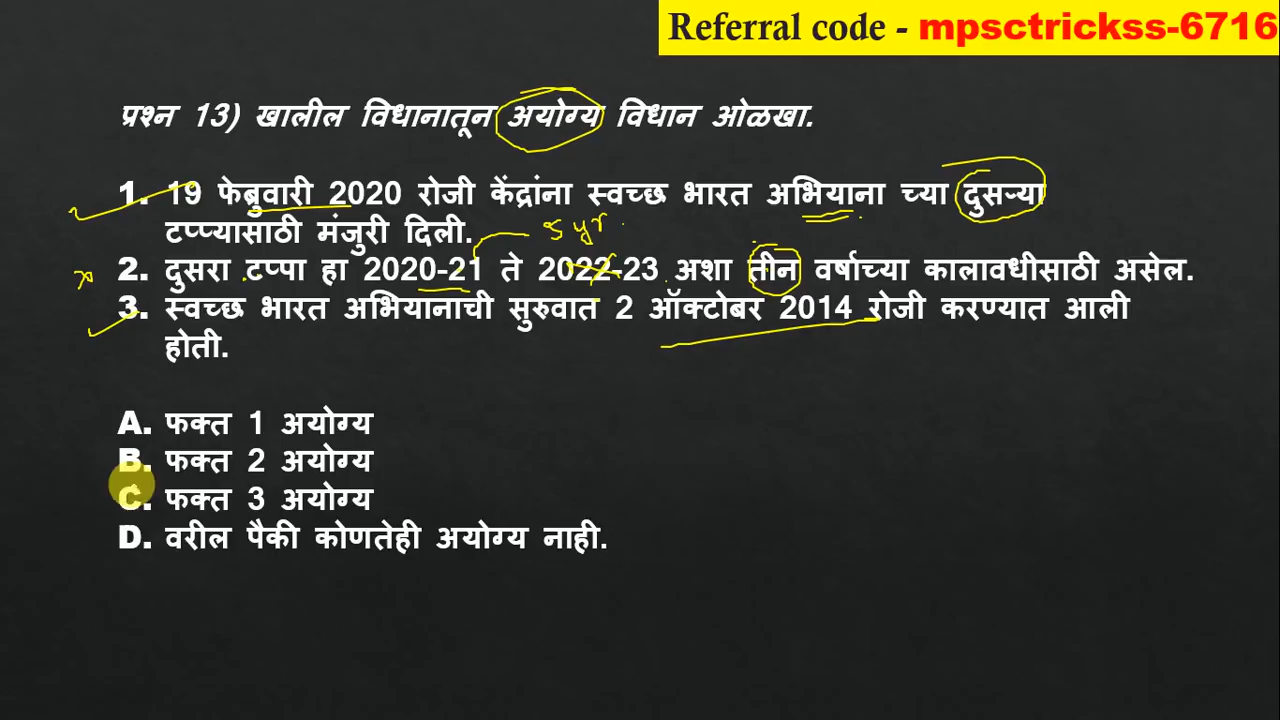 Referral code - mpsctrickss-6716
प्रश्न 13) खालील विधानातून अयोग्य विधान ओळखा.
1. 19 फेब्रुवारी 2020 रोजी केंद्रांना स्वच्छ भारत अभियाना च्या दुसऱ्या
टप्प्यासाठी मंजुरी दिली. 5 yr
2. दुसरा टप्पा हा 2020-21 ते 2022-23 अशा तीन वर्षाच्या कालावधीसाठी असेल.
3. स्वच्छ भारत अभियानाची सुरुवात 2 ऑक्टोबर 2014 रोजी करण्यात आली
होती.
A. फक्त 1 अयोग्य
B. फक्त 2 अयोग्य
C. फक्त 3 अयोग्य
D. वरील पैकी कोणतेही अयोग्य नाही.